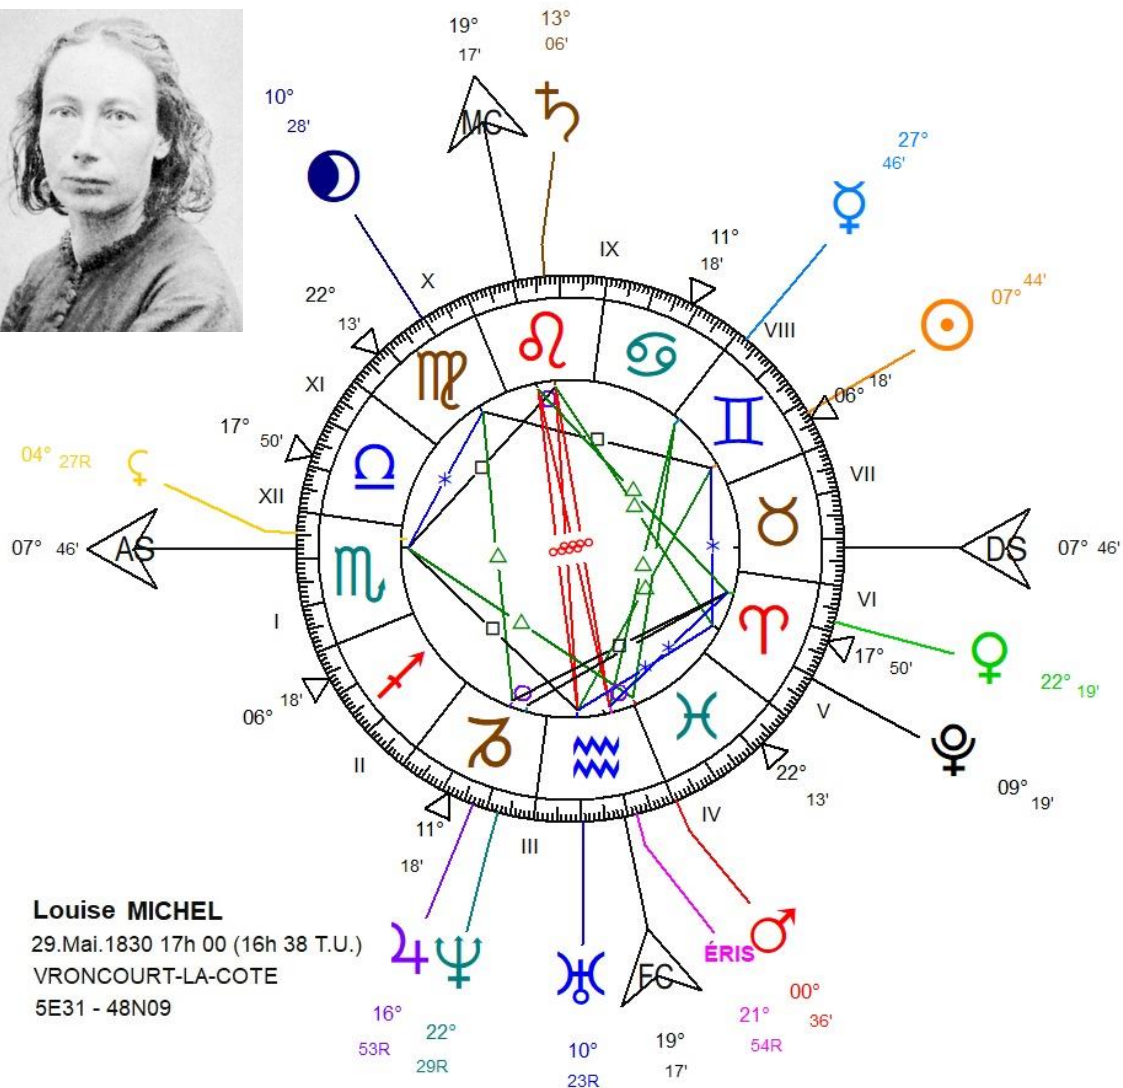 19°
17'
MC
13°
06'
10°
28'
27°
46'
IX
11°
18'
X
07° 44'
22°
13'
VIII
06° 18'
XI
17°
50'
VII
04° 27R
XII
07° 46'
AS
DS
07° 46'
VI
I
17° 50'
22° 19'
06° 18'
V
II
22°
13'
09°
19'
11°
18'
III
IV
Louise MICHEL
29.Mai.1830 17h 00 (16h 38 T.U.)
VRONCOURT-LA-COTE
5E31 - 48N09
ÉRIS
FC
16°
53R
22°
29R
10°
23R
19°
17'
21°
54R
00°
36'